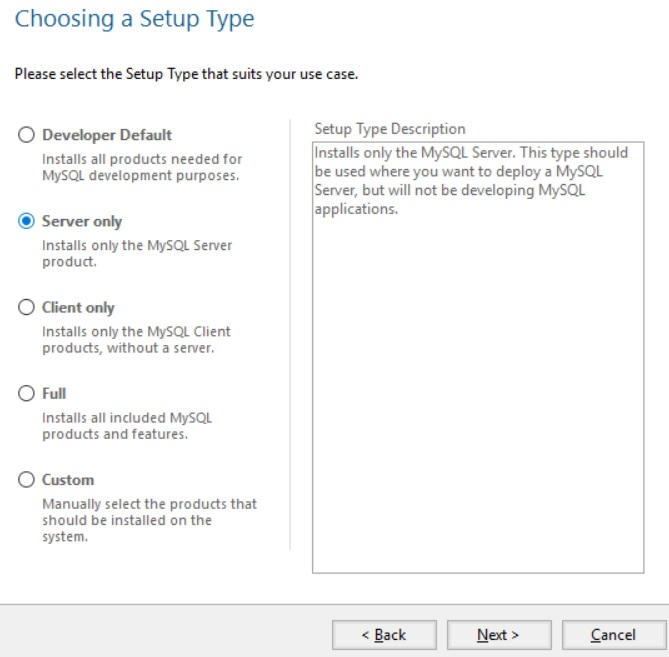 Choosing a Setup Type
Please select the Setup Type that suits your use case.
Developer Default
Installs all products needed for
MySQL development purposes.
Server only
Installs only the MySQL Server
product.
Client only
Installs only the MySQL Client
products, without a server.
Full
Installs all included MySQL
products and features.
Custom
Manually select the products that
should be installed on the
system.
Setup Type Description
Installs only the MySQL Server. This type should
be used where you want to deploy a MySQL
Server, but will not be developing MySQL
applications.
< Back
Next >
Cancel